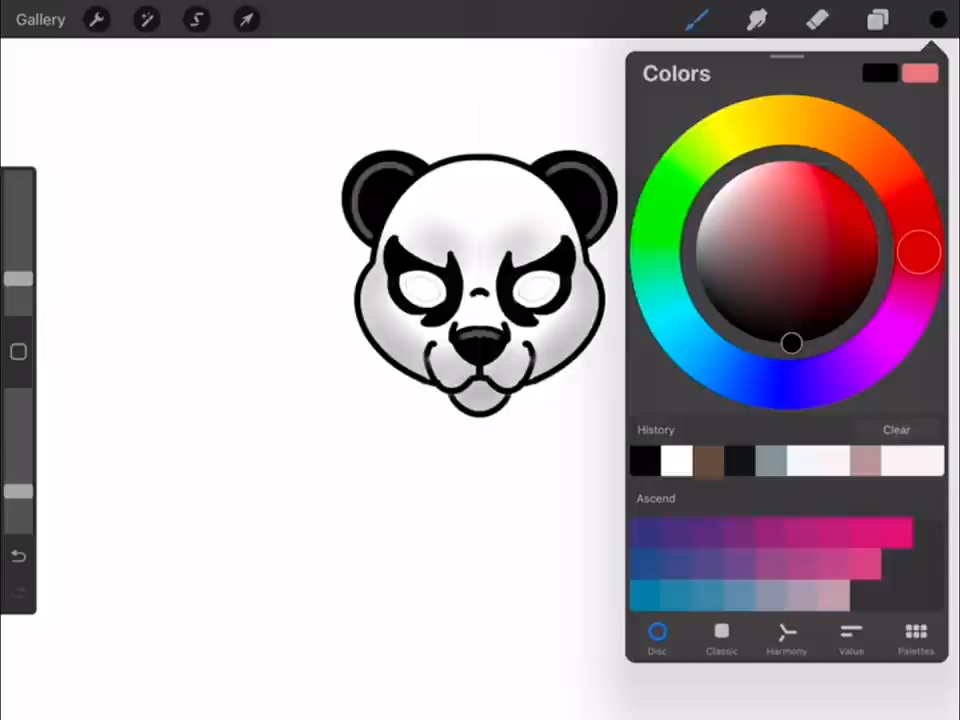 Gallery
Colors
History Clear
Ascend
Disc Classic Harmony Value Palettes